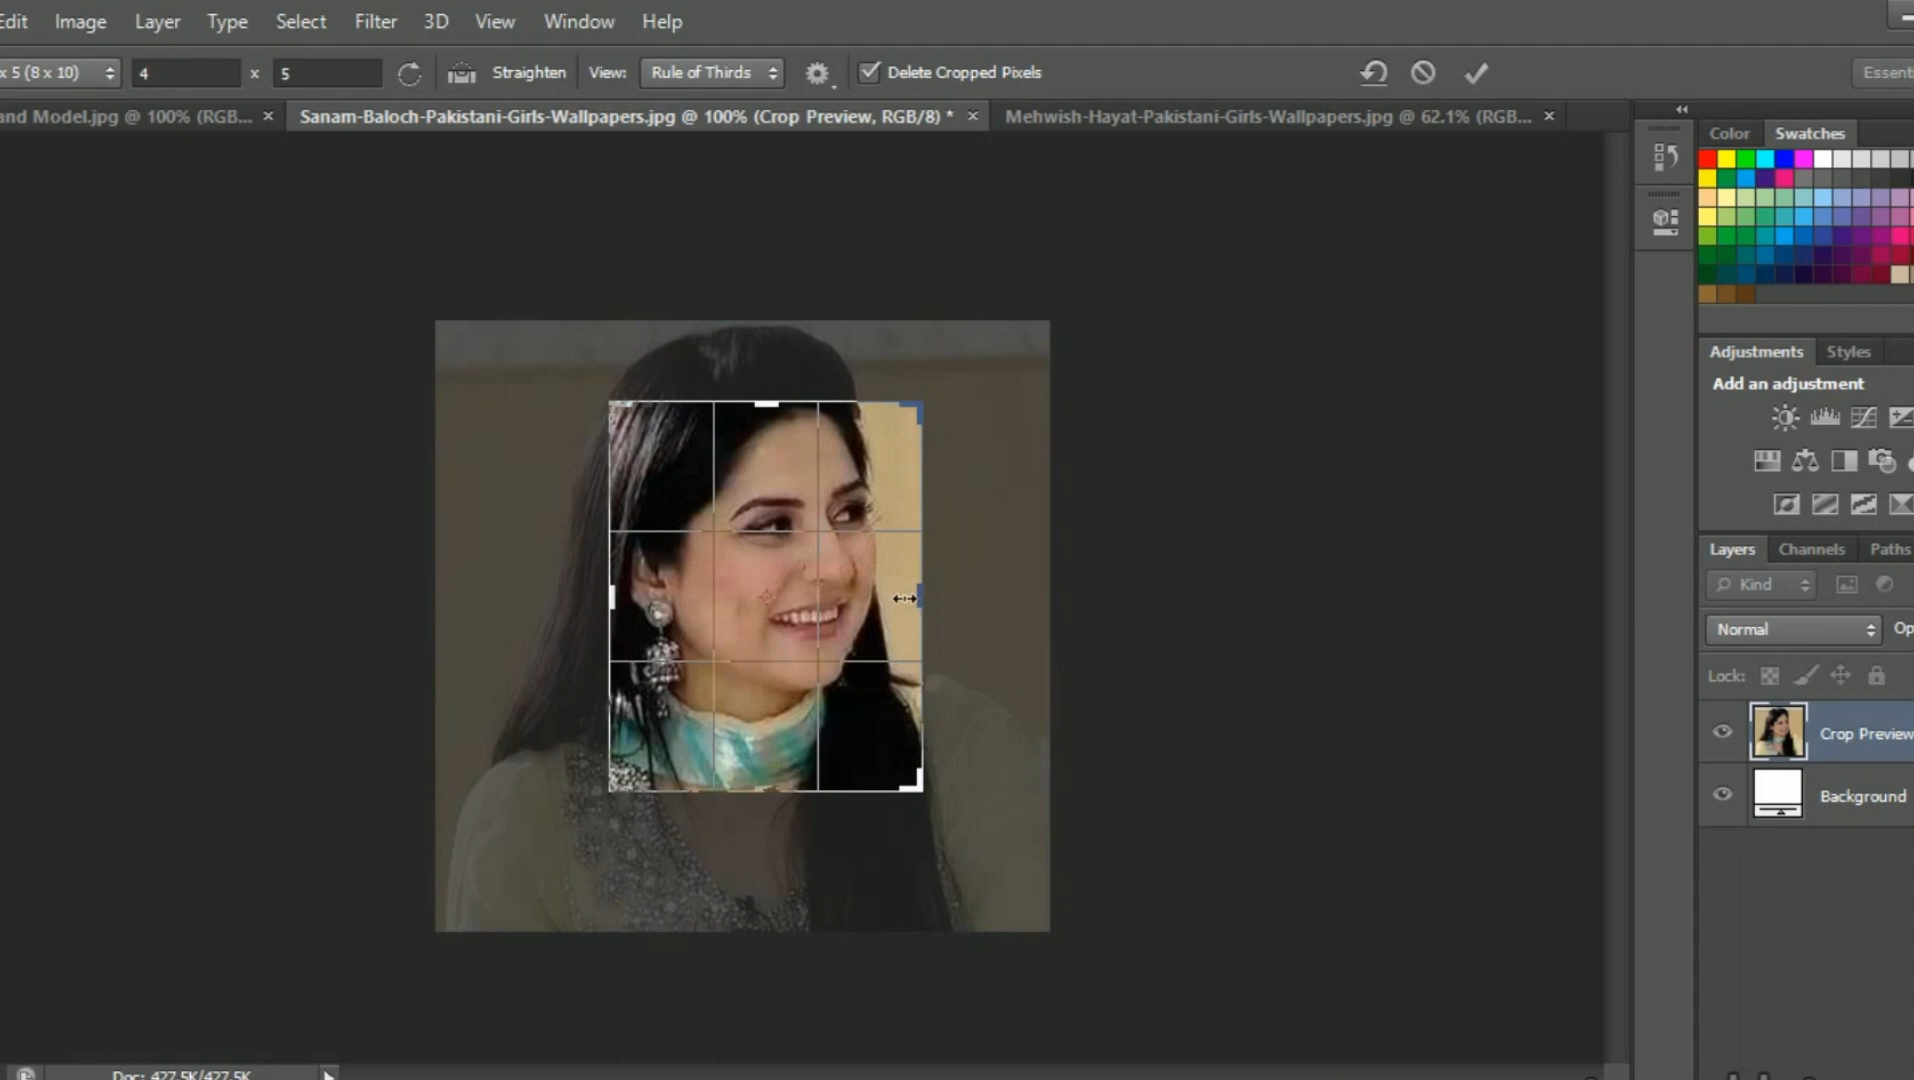 Edit Image Layer Type Select Filter 3D View Window Help
x 5 (8 x 10) 4 x 5 Straighten View: Rule of Thirds Delete Cropped Pixels Essenti
and Model.jpg @ 100% (RGB... × Sanam-Baloch-Pakistani-Girls-Wallpapers.jpg @ 100% (Crop Preview, RGB/8) * × Mehwish-Hayat-Pakistani-Girls-Wallpapers.jpg @ 62.1% (RGB... ×
Color Swatches
Adjustments Styles
Add an adjustment
Layers Channels Paths
Kind
Normal Op
Lock:
Crop Preview
Background
Doc: 427.5K/427.5K